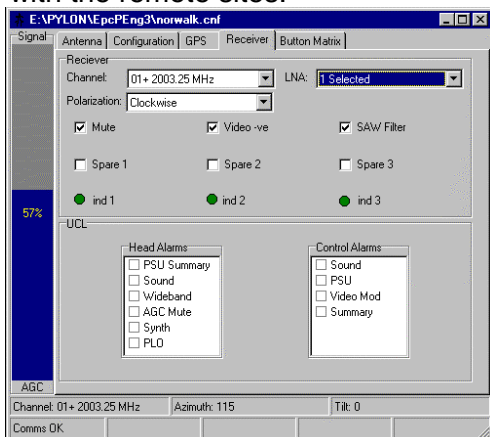 with the remote sites.
E:\PYLON\EpcPEng3\norwalk.cnf
Signal
Antenna Configuration GPS Receiver Button Matrix
Reciever
Channel: 01+ 2003.25 MHz LNA: 1 Selected
Polarization: Clockwise
Mute Video -ve SAW Filter
Spare 1 Spare 2 Spare 3
ind 1 ind 2 ind 3
57%
UCL
Head Alarms Control Alarms
PSU Summary Sound
Sound PSU
Wideband Video Mod
AGC Mute Summary
Synth
PLO
AGC
Channel: 01+ 2003.25 MHz Azimuth: 115 Tilt: 0
Comms OK